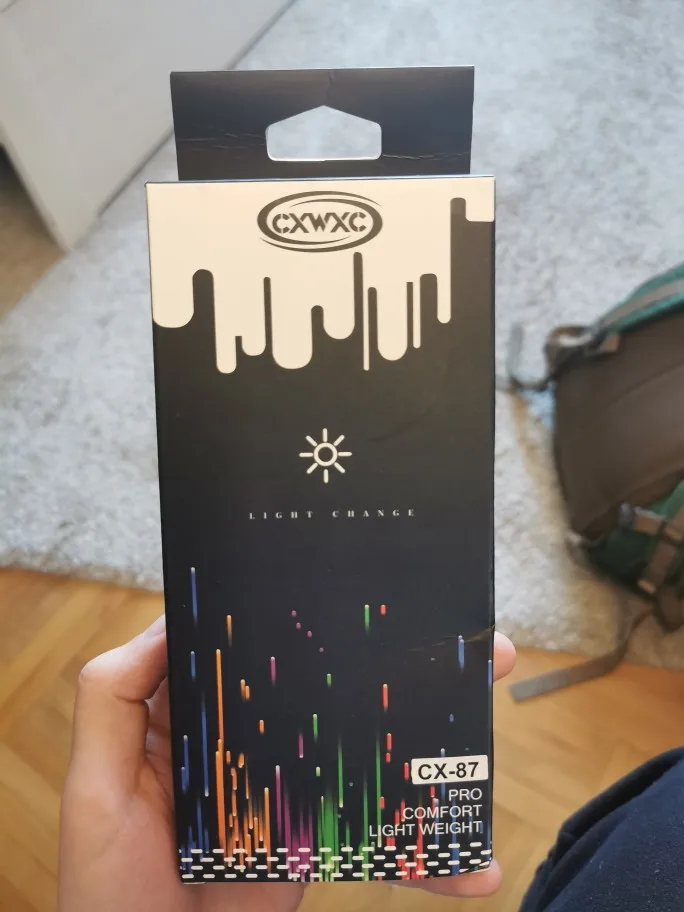 CXWXC
LIGHT CHANGE
CX-87
PRO
COMFORT
LIGHT WEIGHT